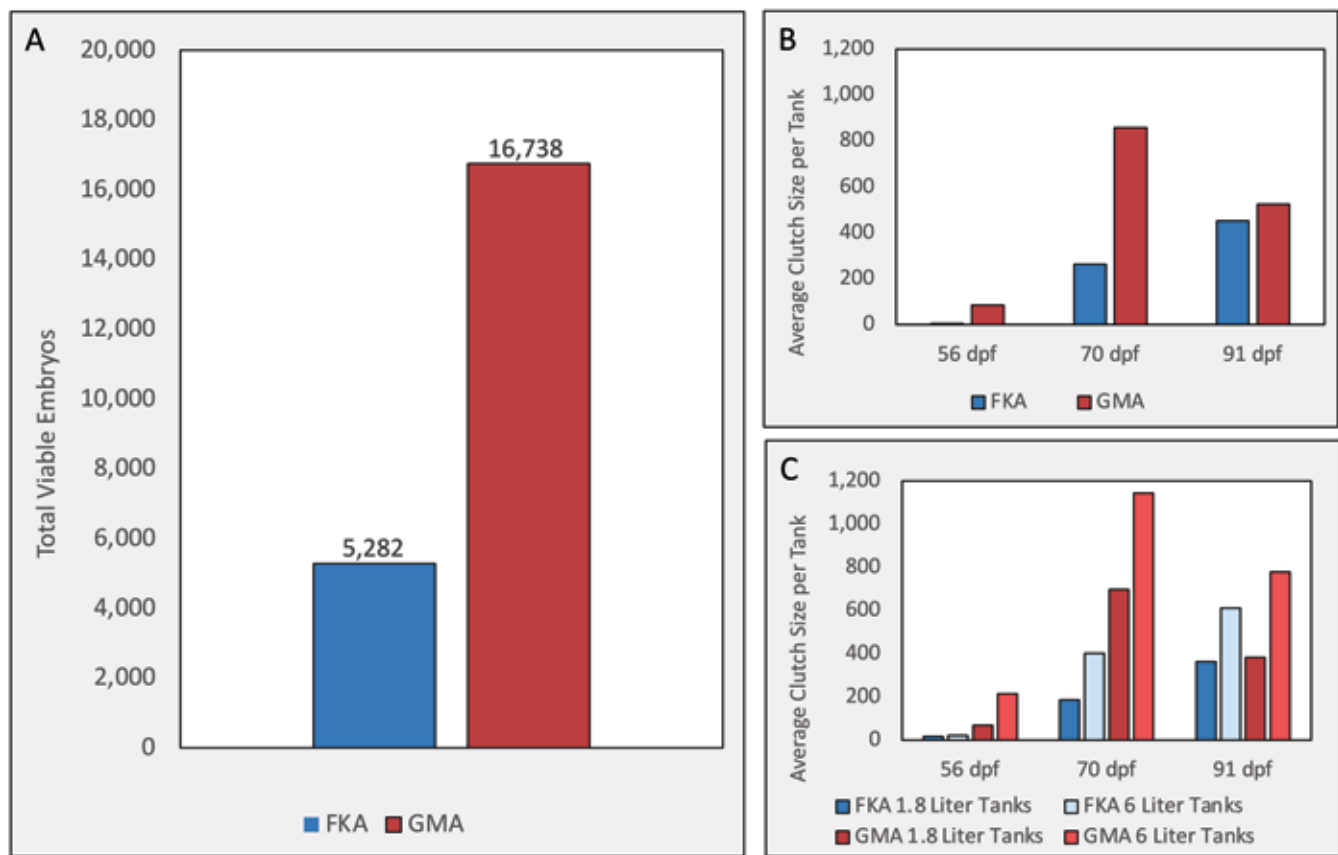 A
20,000
18,000
16,000
14,000
12,000
10,000
8,000
6,000
4,000
2,000
0
Total Viable Embryos
5,282
16,738
FKA GMA
B
1,200
1,000
800
600
400
200
0
Average Clutch Size per Tank
56 dpf 70 dpf 91 dpf
FKA GMA
C
1,200
1,000
800
600
400
200
0
Average Clutch Size per Tank
56 dpf 70 dpf 91 dpf
FKA 1.8 Liter Tanks FKA 6 Liter Tanks
GMA 1.8 Liter Tanks GMA 6 Liter Tanks